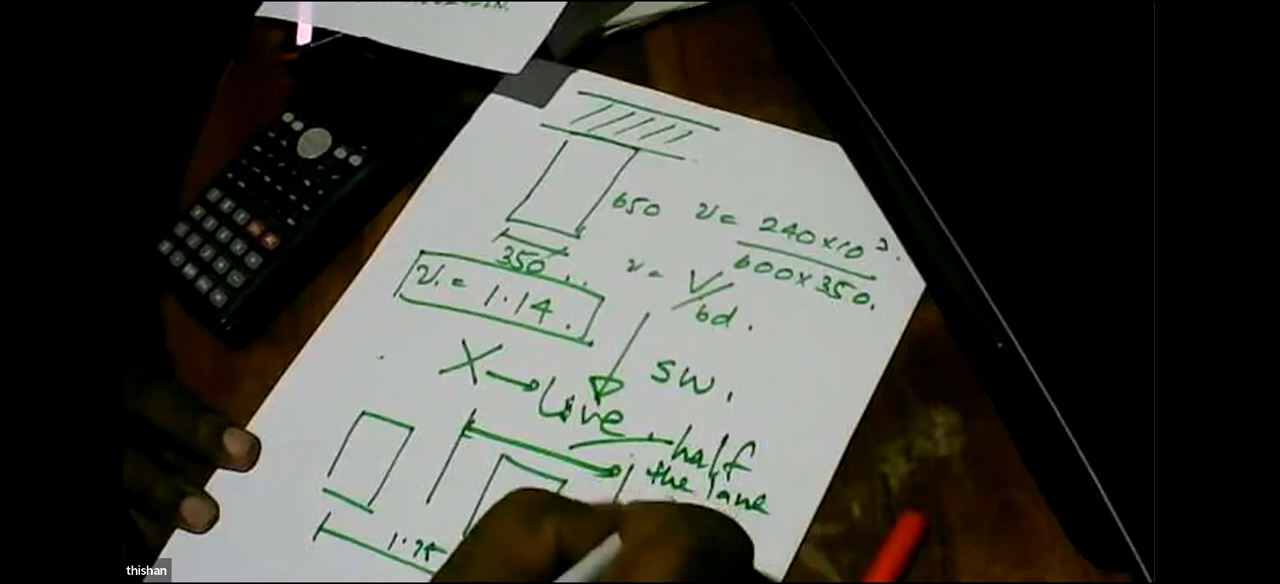 650
v = 240×10³
600×350.
350
v = V/bd.
v. = 1.14.
SW.
X → Live
half
the lane
1.75
thishan